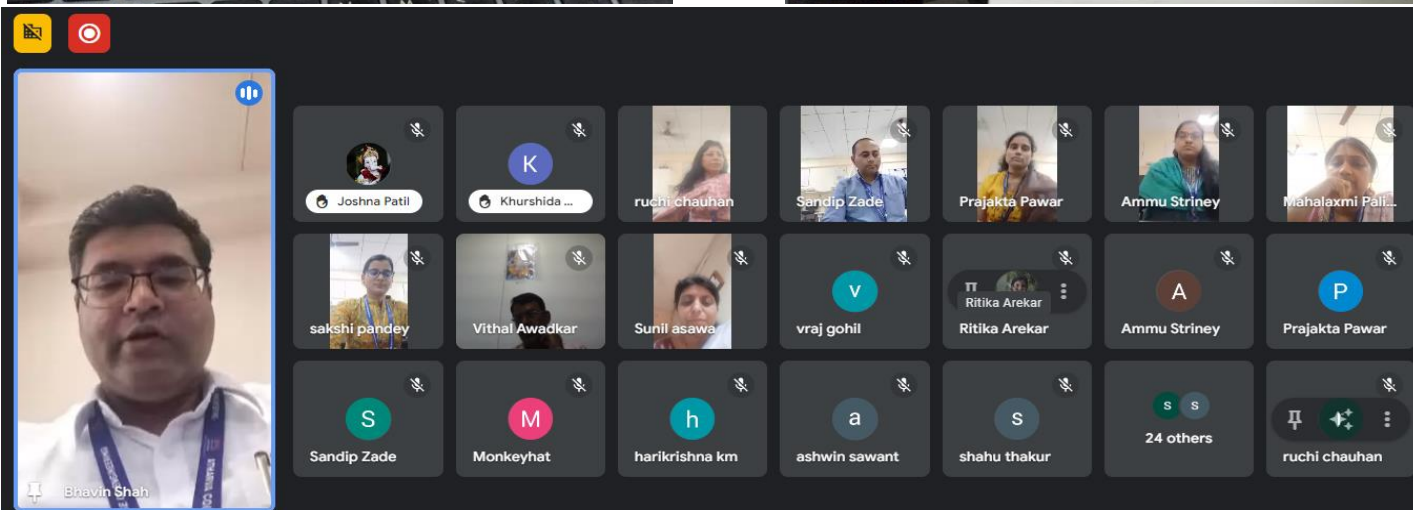 Joshna Patil
K
Khurshida ...
ruchi chauhan
Sandip Zade
Prajakta Pawar
Ammu Striney
Mahalaxmi Pali...
sakshi pandey
Vithal Awadkar
Sunil asawa
v
vraj gohil
Ritika Arekar
Ritika Arekar
A
Ammu Striney
P
Prajakta Pawar
S
Sandip Zade
M
Monkeyhat
h
harikrishna km
a
ashwin sawant
s
shahu thakur
s s
24 others
ruchi chauhan
Bhavin Shah